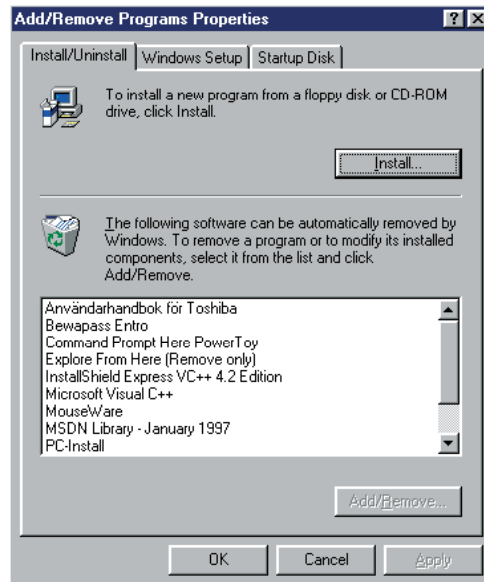 Add/Remove Programs Properties
Install/Uninstall Windows Setup Startup Disk
To install a new program from a floppy disk or CD-ROM
drive, click Install.
Install...
The following software can be automatically removed by
Windows. To remove a program or to modify its installed
components, select it from the list and click
Add/Remove.
Användarhandbok för Toshiba
Bewapass Entro
Command Prompt Here PowerToy
Explore From Here (Remove only)
InstallShield Express VC++ 4.2 Edition
Microsoft Visual C++
MouseWare
MSDN Library - January 1997
PC-Install
Add/Remove...
OK Cancel Apply